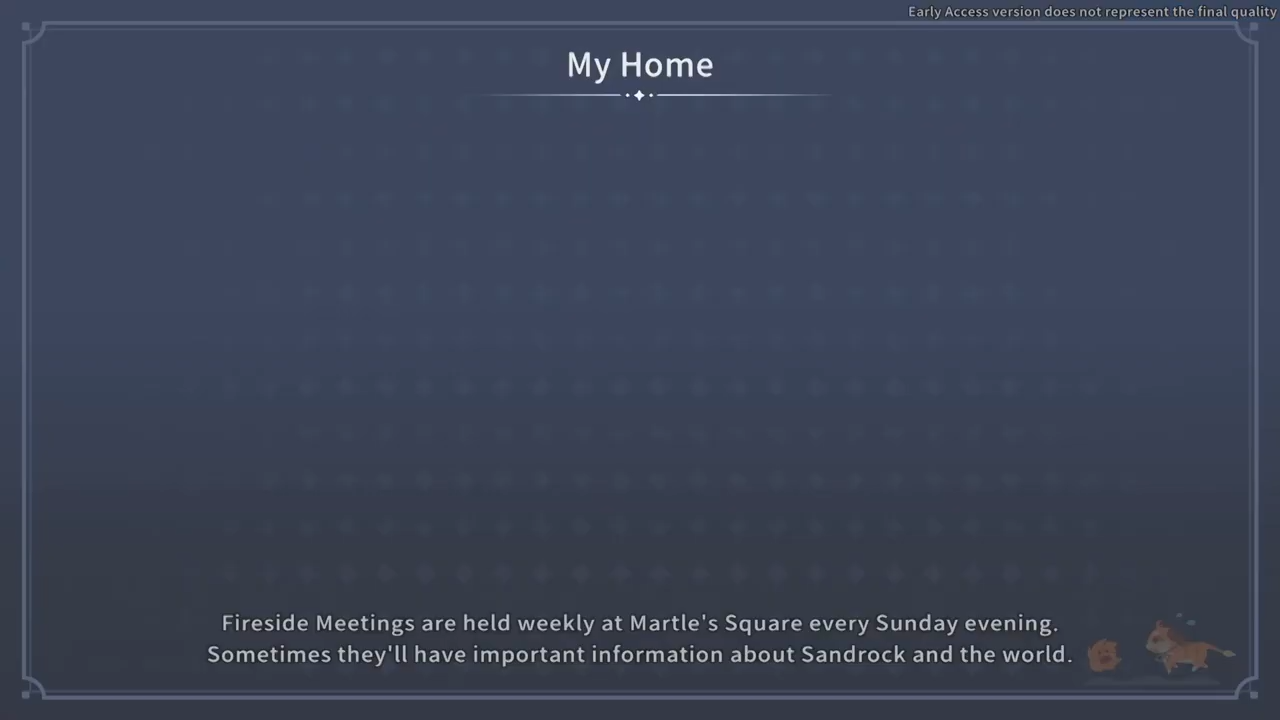 Early Access version does not represent the final quality
My Home
Fireside Meetings are held weekly at Martle's Square every Sunday evening.
Sometimes they'll have important information about Sandrock and the world.